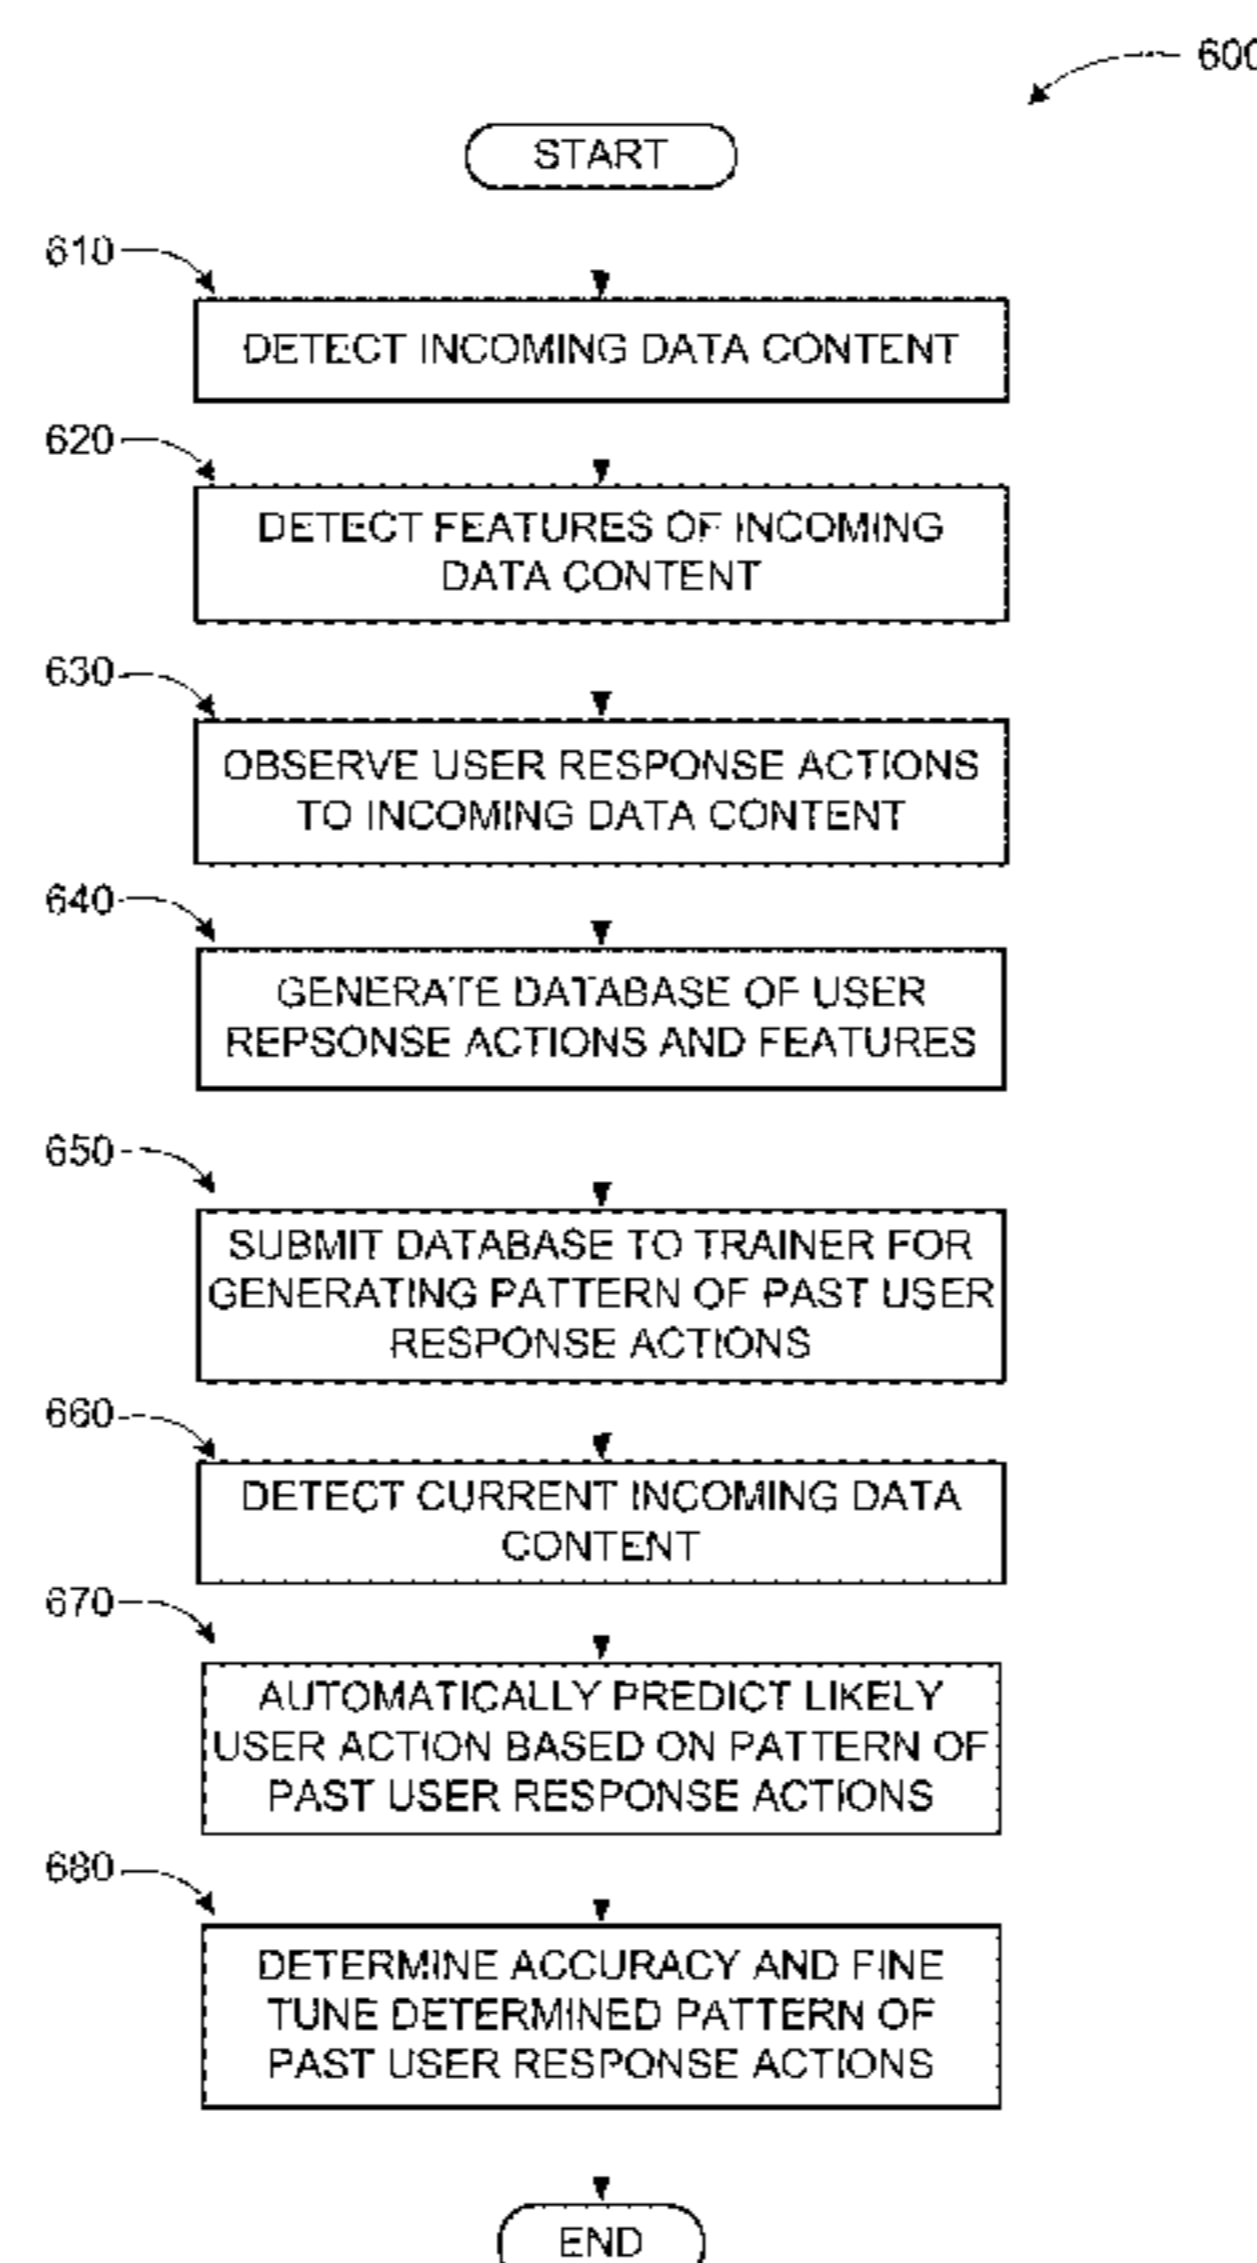 600
START
610
DETECT INCOMING DATA CONTENT
620
DETECT FEATURES OF INCOMING
DATA CONTENT
630
OBSERVE USER RESPONSE ACTIONS
TO INCOMING DATA CONTENT
640
GENERATE DATABASE OF USER
REPSONSE ACTIONS AND FEATURES
650
SUBMIT DATABASE TO TRAINER FOR
GENERATING PATTERN OF PAST USER
RESPONSE ACTIONS
660
DETECT CURRENT INCOMING DATA
CONTENT
670
AUTOMATICALLY PREDICT LIKELY
USER ACTION BASED ON PATTERN OF
PAST USER RESPONSE ACTIONS
680
DETERMINE ACCURACY AND FINE
TUNE DETERMINED PATTERN OF
PAST USER RESPONSE ACTIONS
END